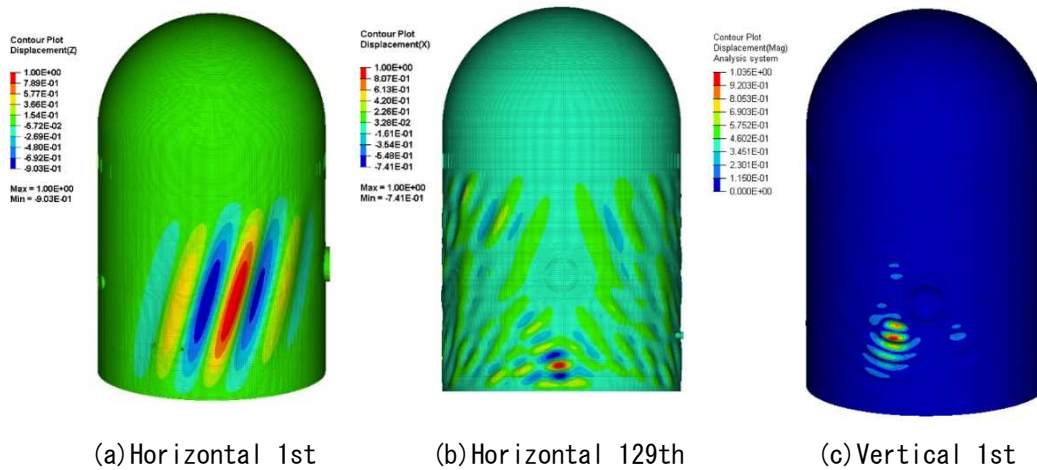 Contour Plot
Displacement(Z)
1.00E+00
7.89E-01
5.77E-01
3.66E-01
1.54E-01
-5.72E-02
-2.69E-01
-4.80E-01
-6.92E-01
-9.03E-01
Max = 1.00E+00
Min = -9.03E-01
Contour Plot
Displacement(X)
1.00E+00
8.07E-01
6.13E-01
4.20E-01
2.26E-01
3.28E-02
-1.61E-01
-3.54E-01
-5.48E-01
-7.41E-01
Max = 1.00E+00
Min = -7.41E-01
Contour Plot
Displacement(Mag)
Analysis system
1.035E+00
9.203E-01
8.053E-01
6.903E-01
5.752E-01
4.602E-01
3.451E-01
2.301E-01
1.150E-01
0.000E+00
(a)Horizontal 1st
(b)Horizontal 129th
(c)Vertical 1st